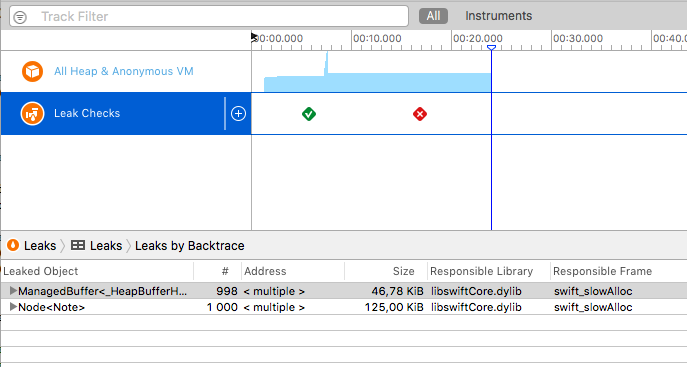 Track Filter All Instruments
00:00.000 00:10.000 00:20.000 00:30.000 00:40.00
All Heap & Anonymous VM
Leak Checks
Leaks Leaks Leaks by Backtrace
Leaked Object # Address Size Responsible Library Responsible Frame
ManagedBuffer<_HeapBufferH... 998 < multiple > 46,78 KiB libswiftCore.dylib swift_slowAlloc
Node<Note> 1 000 < multiple > 125,00 KiB libswiftCore.dylib swift_slowAlloc